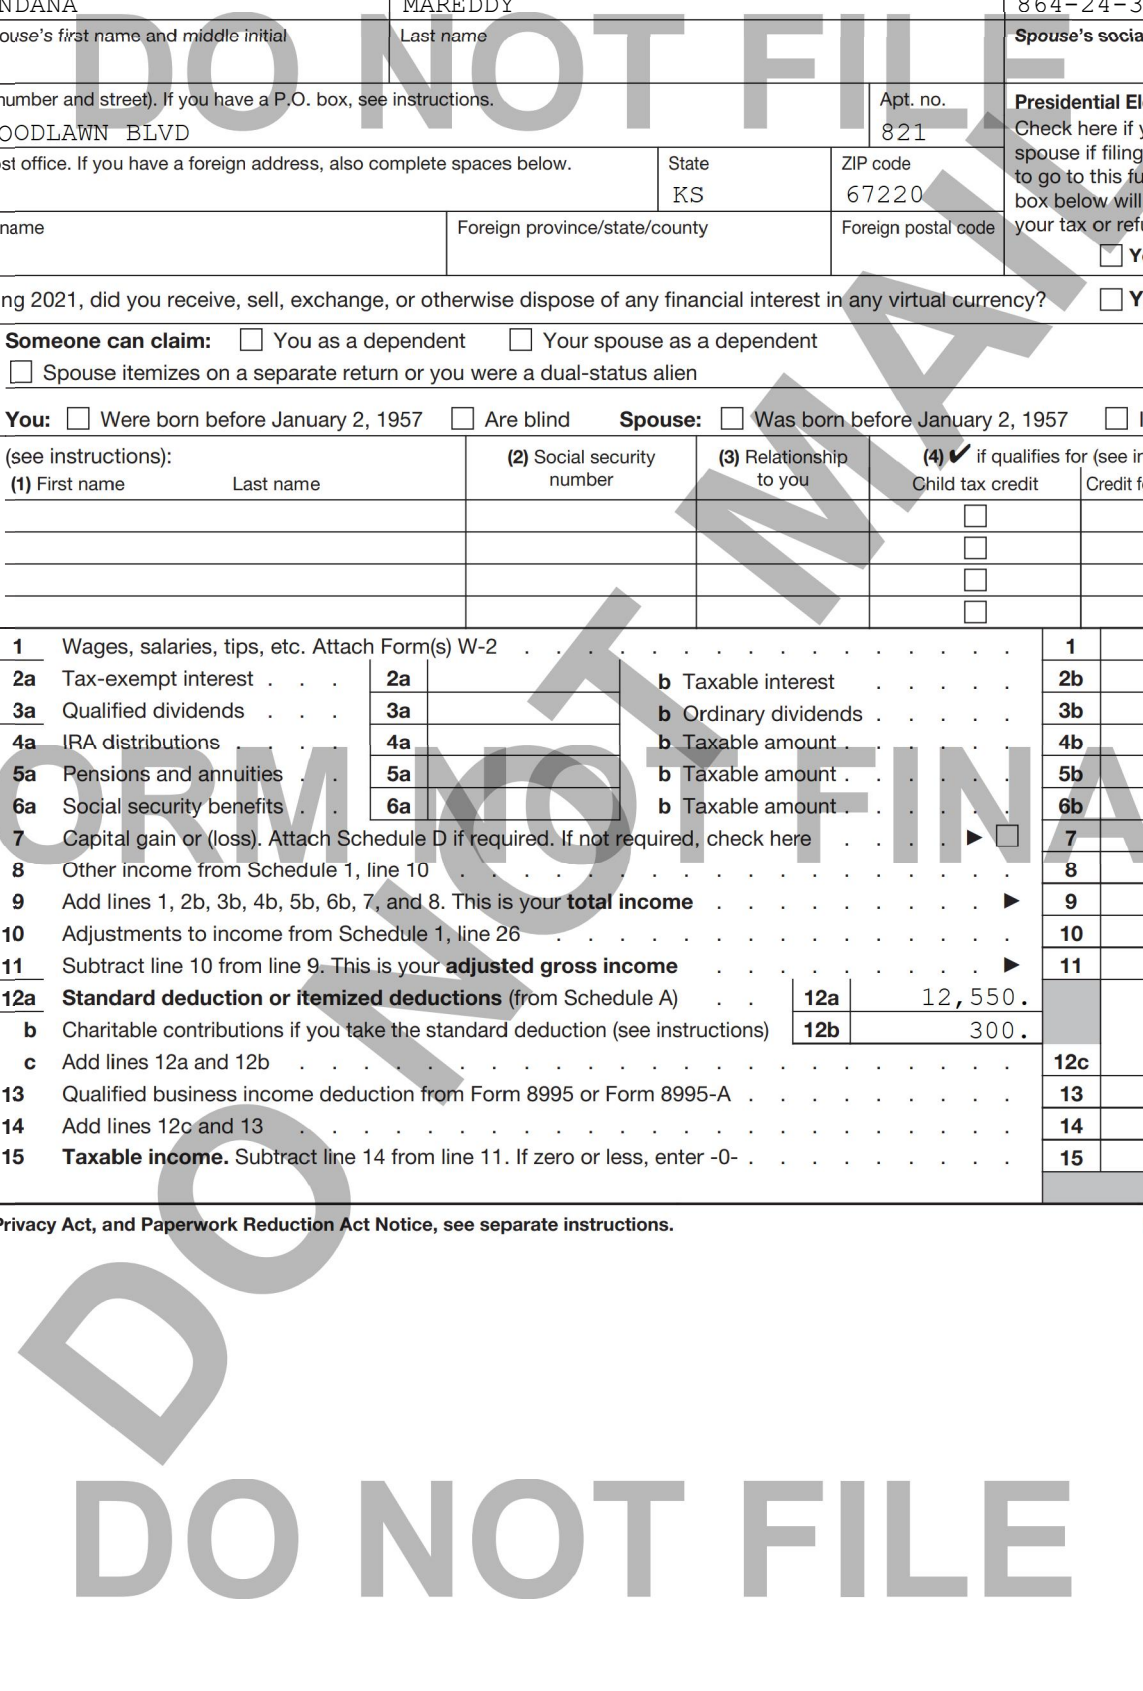 NDANA MAREDDY 864-24-3
ouse's first name and middle initial Last name Spouse's socia
number and street). If you have a P.O. box, see instructions. Apt. no. Presidential El
OODLAWN BLVD 821 Check here if y
ost office. If you have a foreign address, also complete spaces below. State ZIP code spouse if filing
to go to this fu
KS 67220 box below will
name Foreign province/state/county Foreign postal code your tax or refu
Yo
ng 2021, did you receive, sell, exchange, or otherwise dispose of any financial interest in any virtual currency? Y
Someone can claim: You as a dependent Your spouse as a dependent
Spouse itemizes on a separate return or you were a dual-status alien
You: Were born before January 2, 1957 Are blind Spouse: Was born before January 2, 1957 I
(see instructions): (2) Social security number (3) Relationship to you (4) ✔ if qualifies for (see in
(1) First name Last name Child tax credit Credit f
1 Wages, salaries, tips, etc. Attach Form(s) W-2 . . . . . . . . . . . . . . . . 1
2a Tax-exempt interest . . . 2a b Taxable interest . . . . . 2b
3a Qualified dividends . . . 3a b Ordinary dividends . . . . . 3b
4a IRA distributions . . . . 4a b Taxable amount . . . . . . 4b
5a Pensions and annuities . . 5a b Taxable amount . . . . . . 5b
6a Social security benefits . . 6a b Taxable amount . . . . . . 6b
7 Capital gain or (loss). Attach Schedule D if required. If not required, check here . . . . ▶ 7
8 Other income from Schedule 1, line 10 . . . . . . . . . . . . . . . . . . 8
9 Add lines 1, 2b, 3b, 4b, 5b, 6b, 7, and 8. This is your total income . . . . . . . . . ▶ 9
10 Adjustments to income from Schedule 1, line 26 . . . . . . . . . . . . . . . 10
11 Subtract line 10 from line 9. This is your adjusted gross income . . . . . . . . . ▶ 11
12a Standard deduction or itemized deductions (from Schedule A) . . 12a 12,550.
b Charitable contributions if you take the standard deduction (see instructions) 12b 300.
c Add lines 12a and 12b . . . . . . . . . . . . . . . . . . . . . . . 12c
13 Qualified business income deduction from Form 8995 or Form 8995-A . . . . . . . . . 13
14 Add lines 12c and 13 . . . . . . . . . . . . . . . . . . . . . . . 14
15 Taxable income. Subtract line 14 from line 11. If zero or less, enter -0- . . . . . . . . . 15
Privacy Act, and Paperwork Reduction Act Notice, see separate instructions.
DO NOT FILE
DO NOT MAIL
ORM NOT FINA
DO NOT FILE